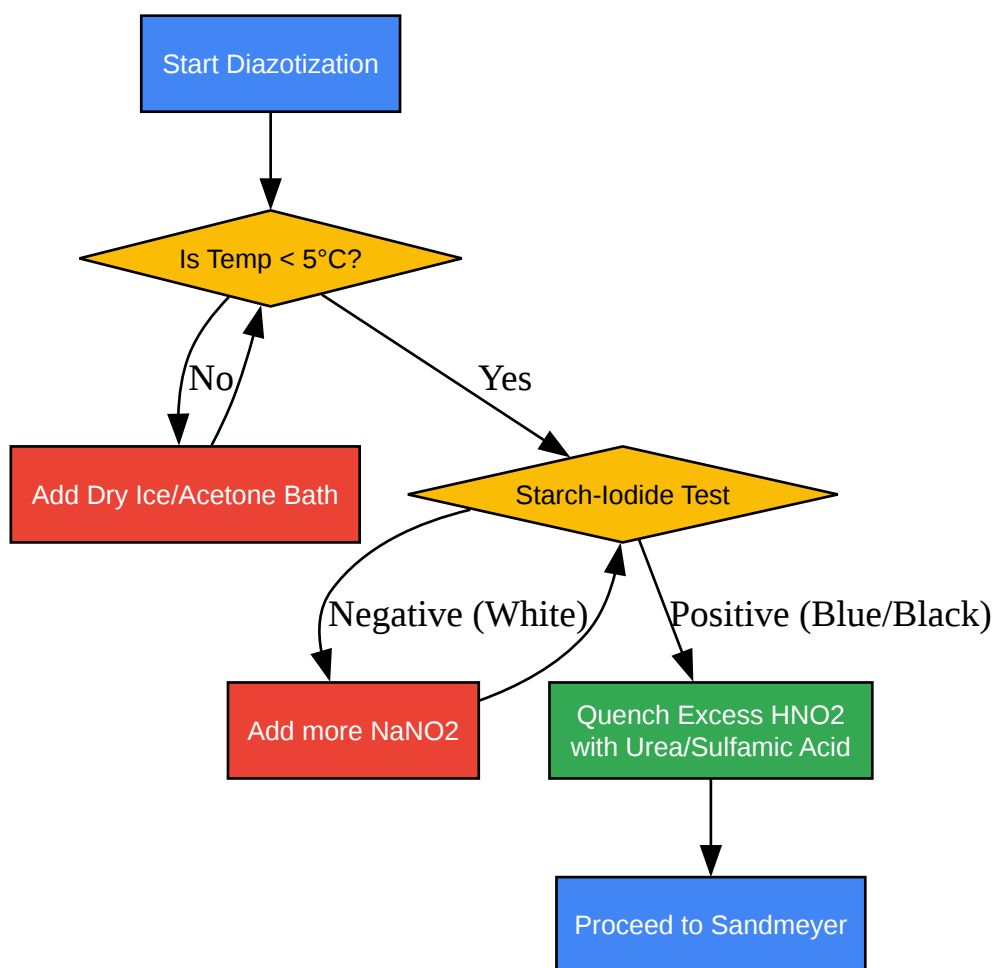 Start Diazotization
Is Temp < 5°C?
No
Yes
Add Dry Ice/Acetone Bath
Starch-Iodide Test
Negative (White)
Positive (Blue/Black)
Add more NaNO2
Quench Excess HNO2
with Urea/Sulfamic Acid
Proceed to Sandmeyer